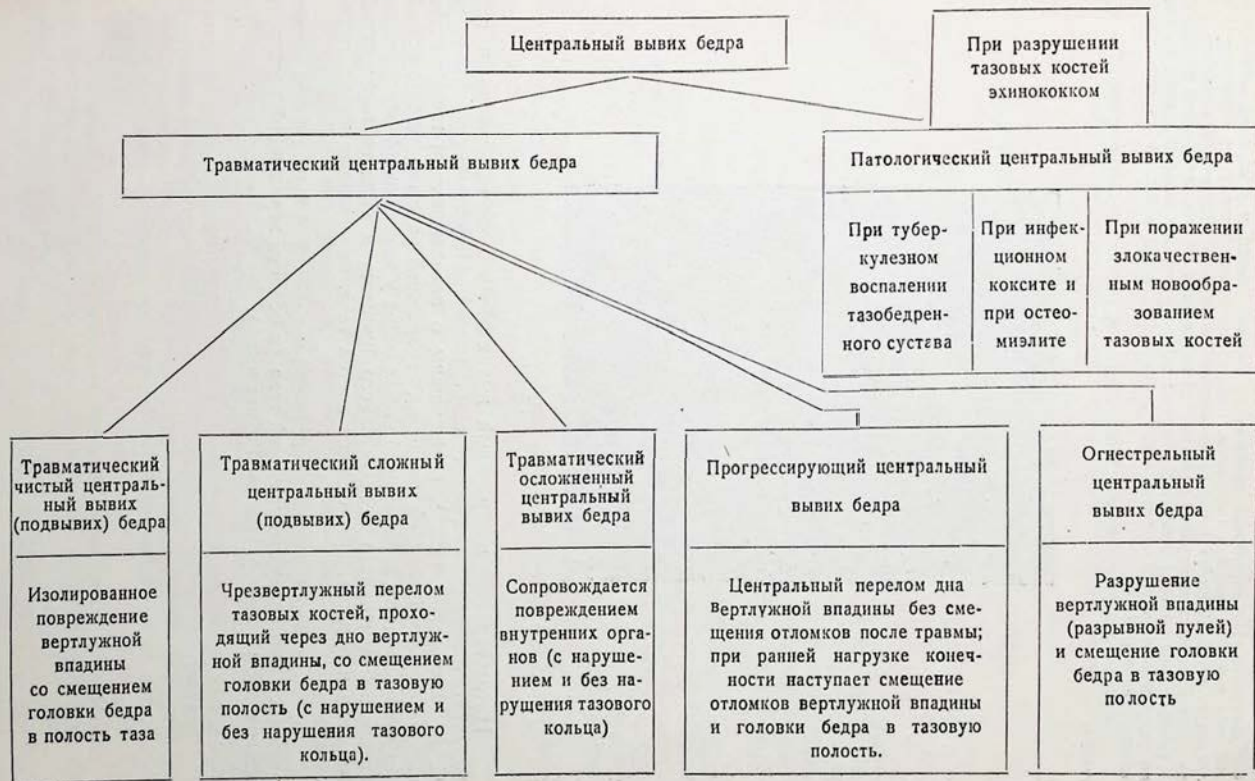 Центральный вывих бедра
При разрушении
тазовых костей
эхинококком
Травматический центральный вывих бедра
Патологический центральный вывих бедра
При тубер-
кулезном
воспалении
тазобедрен-
ного сустава
При инфек-
ционном
коксите и
при остео-
миэлите
При поражении
злокачествен-
ным новообра-
зованием
тазовых костей
Травматический
чистый централь-
ный вывих
(подвывих) бедра
Изолированное
повреждение
вертлужной
впадины
со смещением
головки бедра
в полость таза
Травматический сложный
центральный вывих
(подвывих) бедра
Чрезвертлужный перелом
тазовых костей, прохо-
дящий через дно вертлуж-
ной впадины, со смещением
головки бедра в тазовую
полость (с нарушением и
без нарушения тазового
кольца).
Травматический
осложненный
центральный
вывих бедра
Сопровождается
повреждением
внутренних орга-
нов (с наруше-
нием и без на-
рущения тазового
кольца)
Прогрессирующий центральный
вывих бедра
Центральный перелом дна
Вертлужной впадины без сме-
щения отломков после травмы;
при ранней нагрузке конеч-
ности наступает смещение
отломков вертлужной впадины
и головки бедра в тазовую
полость.
Огнестрельный
центральный
вывих бедра
Разрушение
вертлужной впадины
(разрывной пулей)
и смещение головки
бедра в тазовую
полость